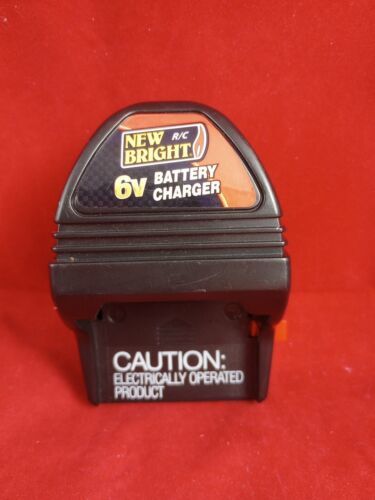 NEW R/C
BRIGHT
6V BATTERY
CHARGER
CAUTION:
ELECTRICALLY OPERATED
PRODUCT